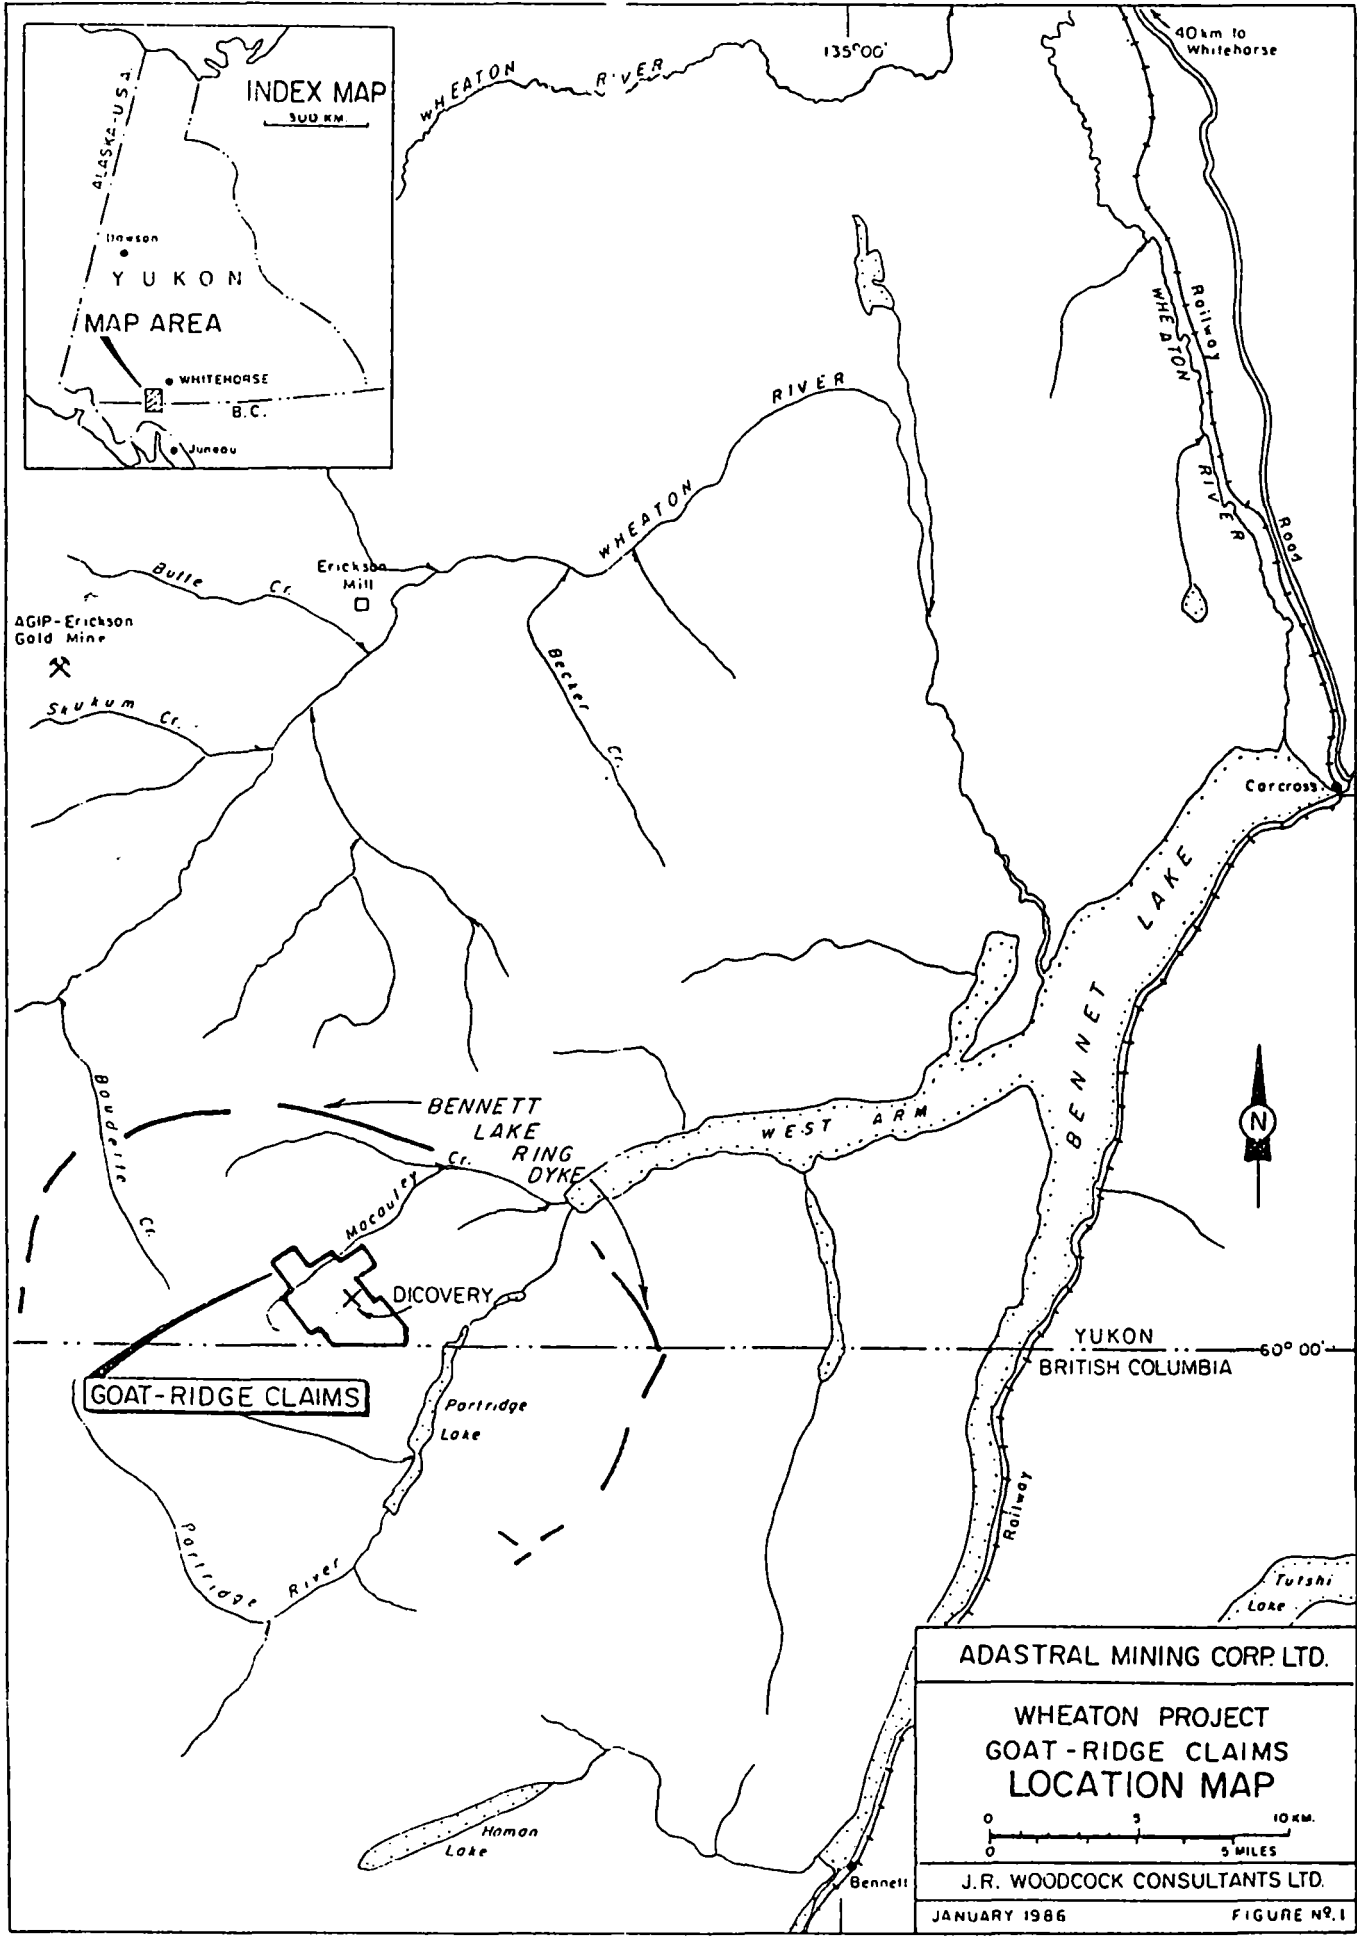 INDEX MAP
500 KM.
ALASKA-U.S.A.
Dawson
YUKON
MAP AREA
WHITEHORSE
B.C.
Juneau
WHEATON RIVER
135°00'
40 km to
Whitehorse
Railway
WHEATON RIVER
Road
WHEATON RIVER
Butte Cr.
Erickson
Mill
AGIP-Erickson
Gold Mine
Skukum Cr.
Becker Cr.
Carcross
BENNET LAKE
WEST ARM
N
Boudette Cr.
BENNETT
LAKE
RING
DYKE
Macauley Cr.
DICOVERY
YUKON
BRITISH COLUMBIA
60°00'
GOAT-RIDGE CLAIMS
Partridge
Lake
Partridge River
Railway
Tutshi
Lake
Homan
Lake
Bennett
ADASTRAL MINING CORP. LTD.
WHEATON PROJECT
GOAT-RIDGE CLAIMS
LOCATION MAP
0 5 10 KM.
0 5 MILES
J.R. WOODCOCK CONSULTANTS LTD.
JANUARY 1986 FIGURE Nº. 1